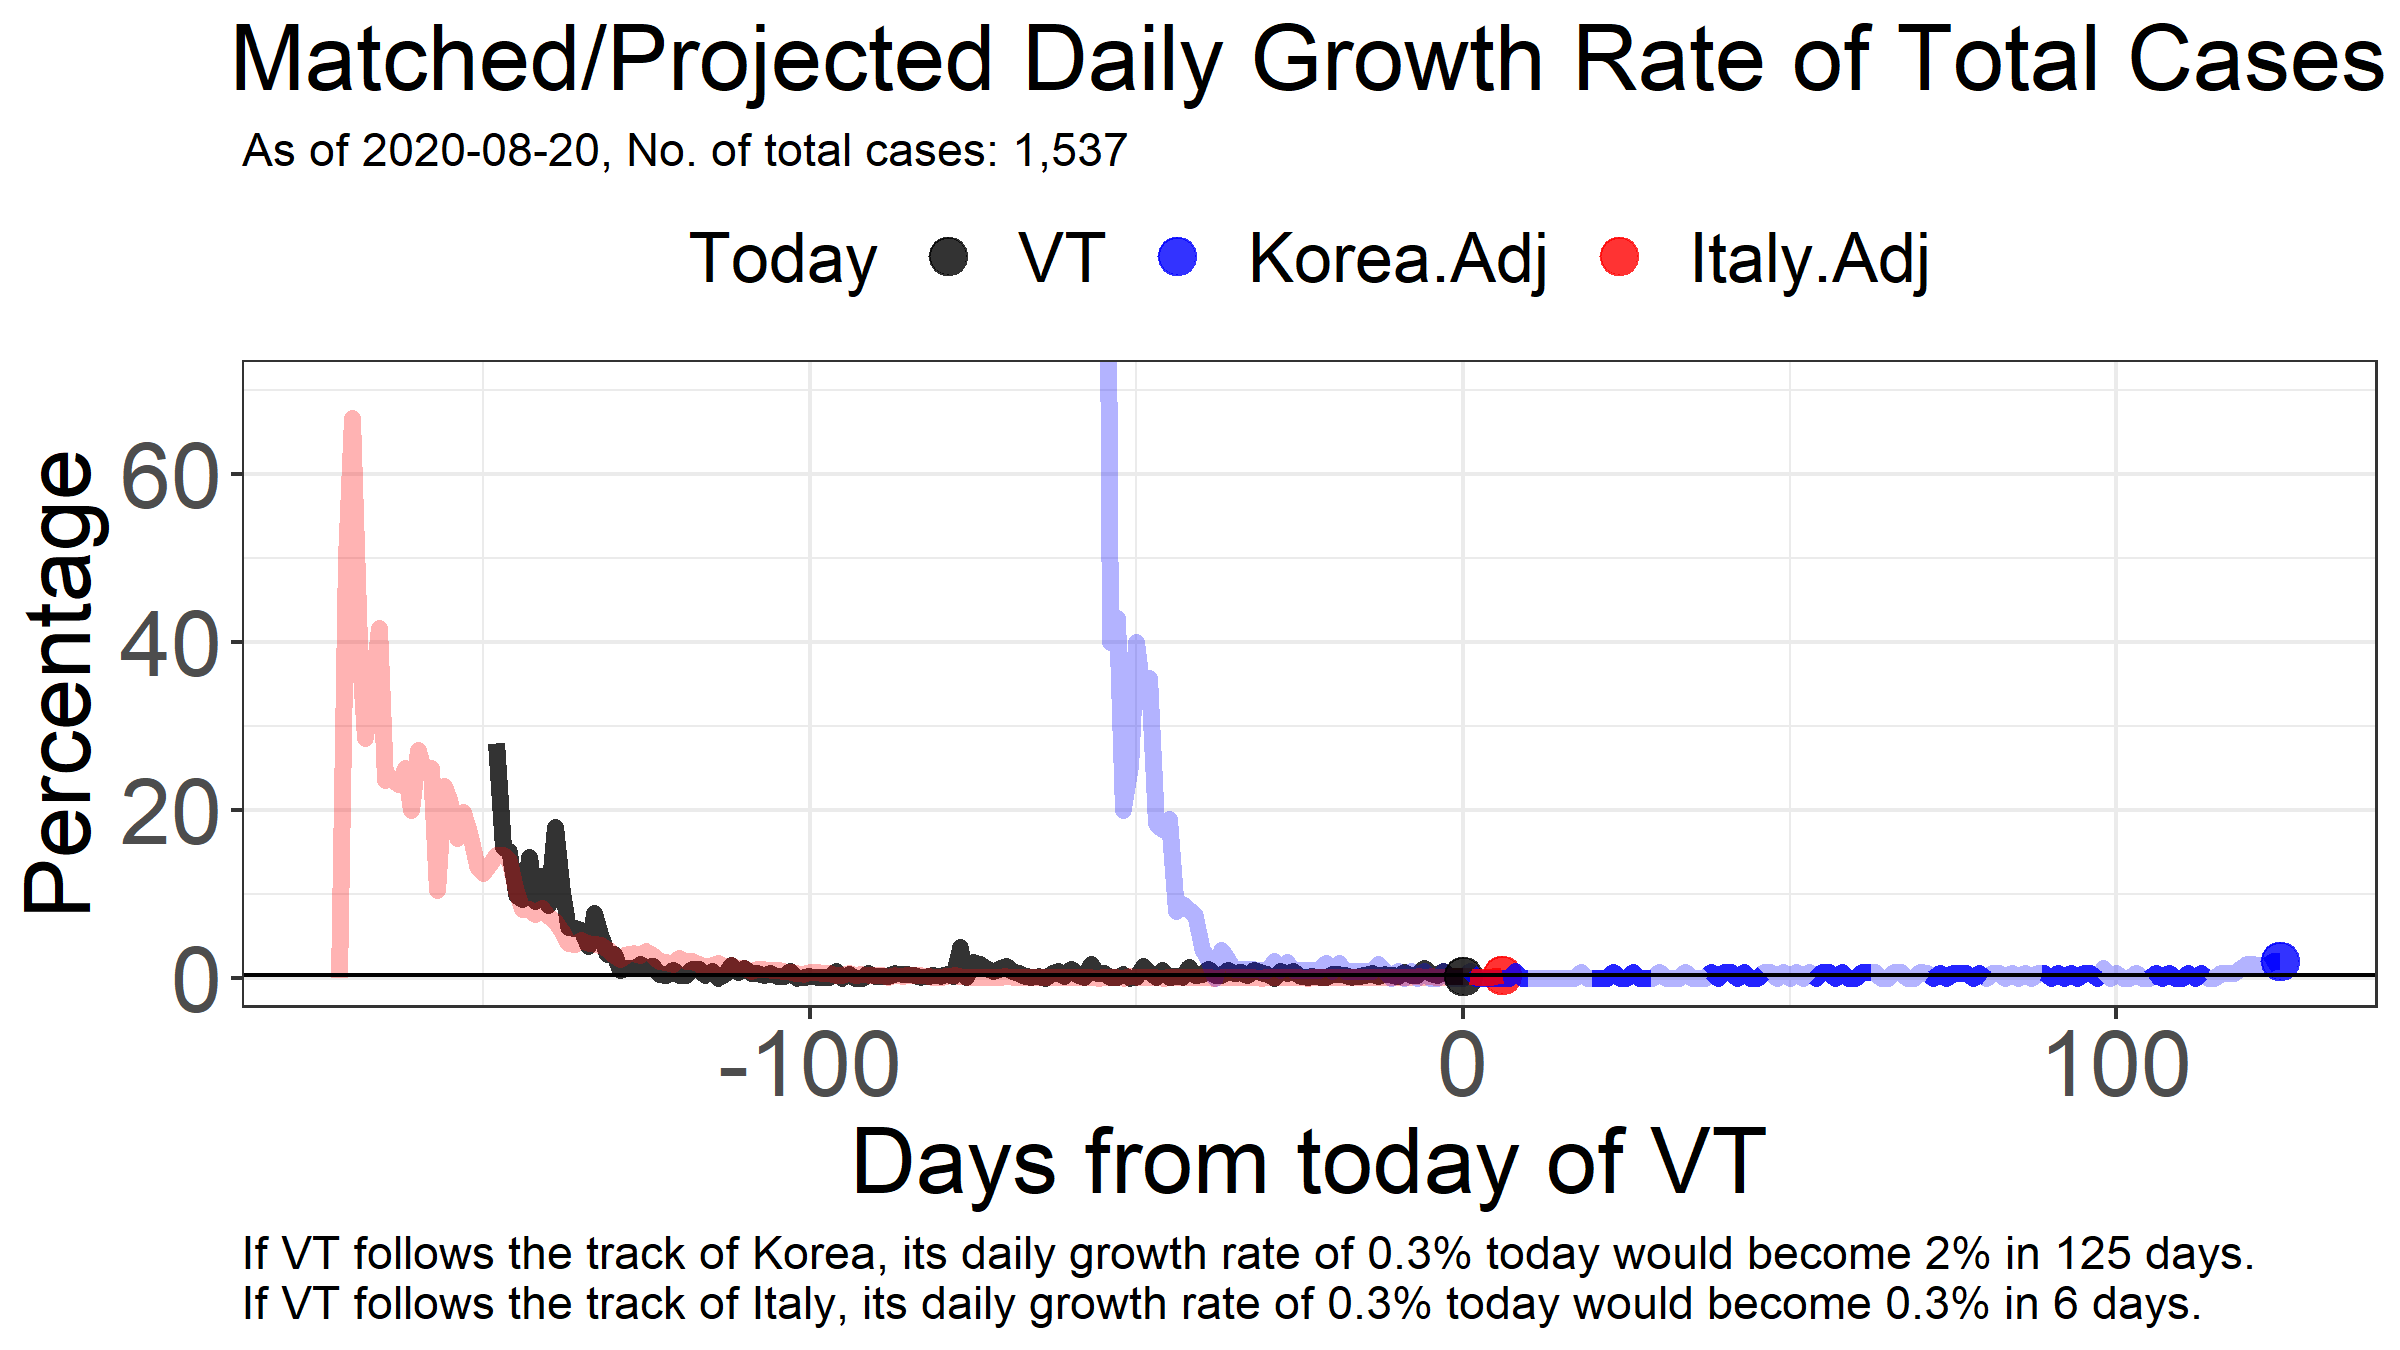 Matched/Projected Daily Growth Rate of Total Cases
As of 2020-08-20, No. of total cases: 1,537
Today VT Korea.Adj Italy.Adj
Percentage
60
40
20
0
-100 0 100
Days from today of VT
If VT follows the track of Korea, its daily growth rate of 0.3% today would become 2% in 125 days.
If VT follows the track of Italy, its daily growth rate of 0.3% today would become 0.3% in 6 days.